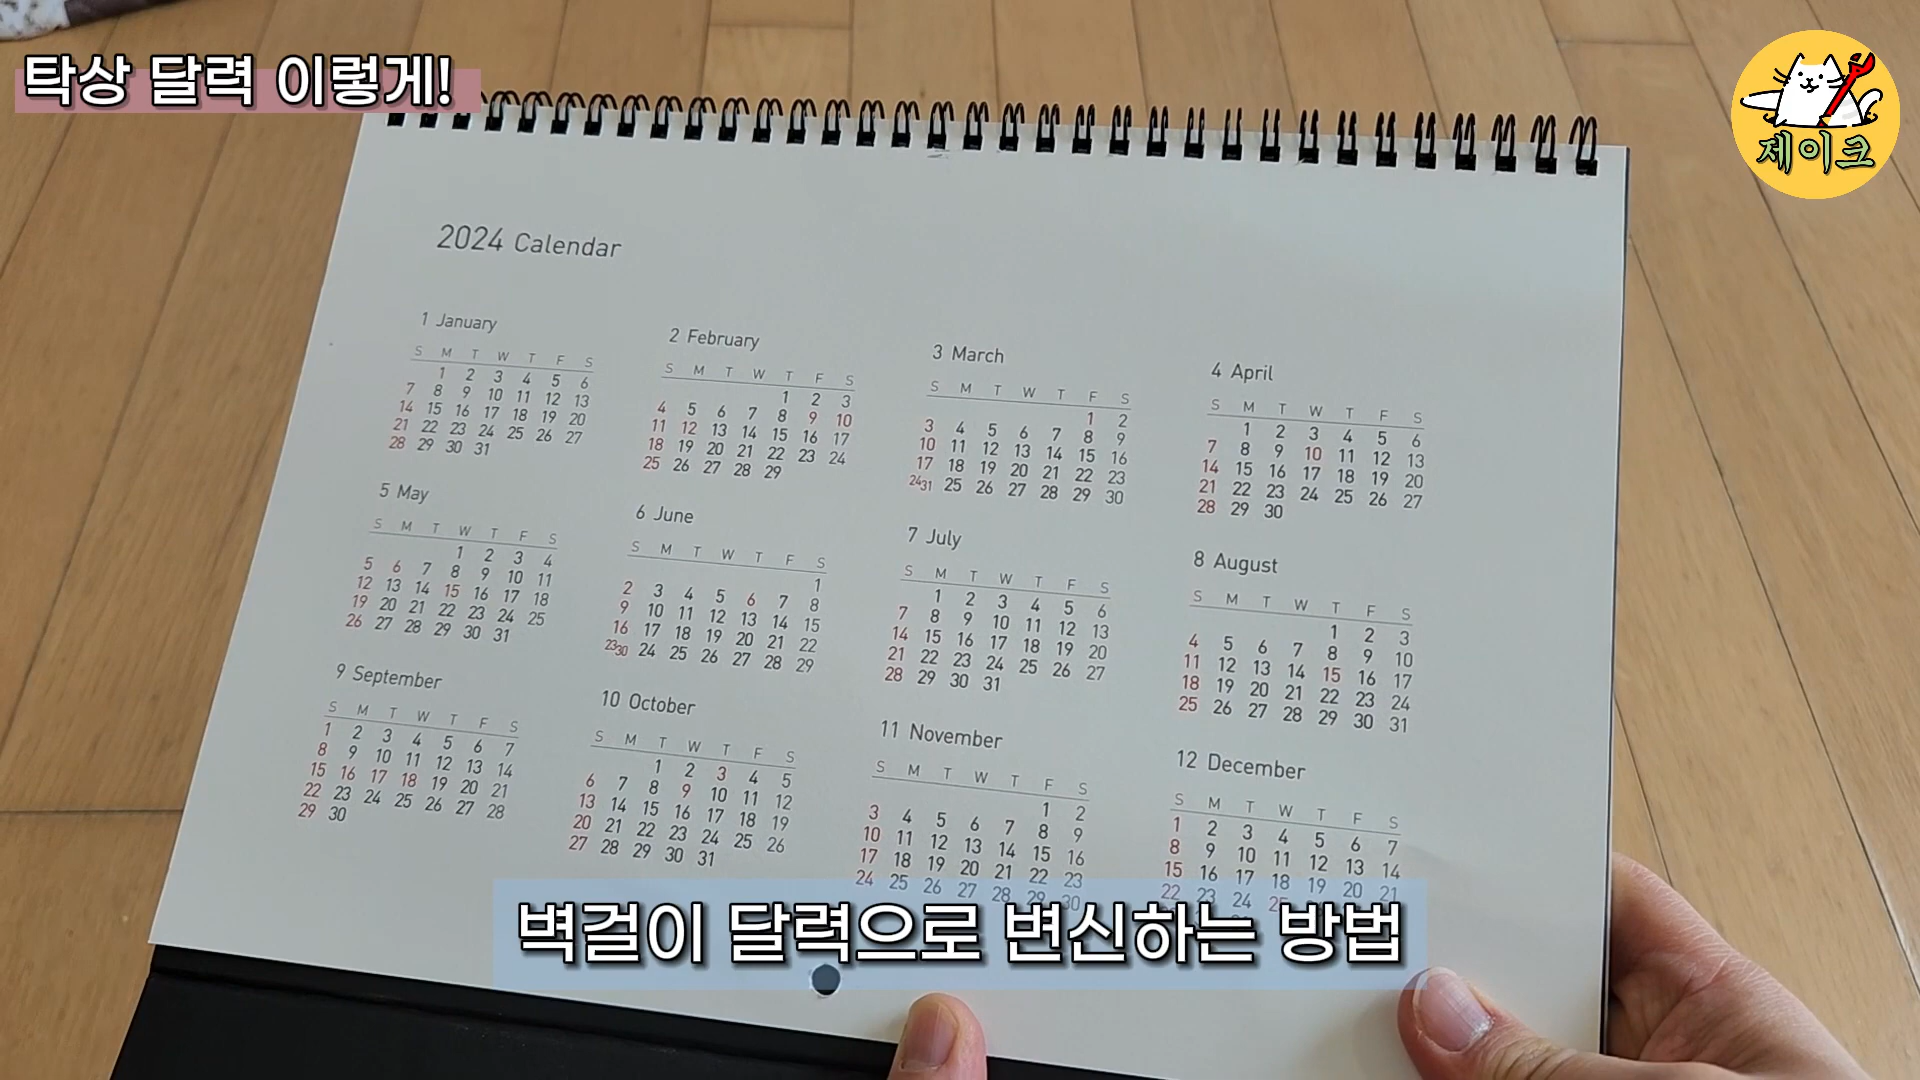 탁상 달력 이렇게!
제이크
2024 Calendar
1 January
S M T W T F S
1 2 3 4 5 6
7 8 9 10 11 12 13
14 15 16 17 18 19 20
21 22 23 24 25 26 27
28 29 30 31
2 February
S M T W T F S
1 2 3
4 5 6 7 8 9 10
11 12 13 14 15 16 17
18 19 20 21 22 23 24
25 26 27 28 29
3 March
S M T W T F S
1 2
3 4 5 6 7 8 9
10 11 12 13 14 15 16
17 18 19 20 21 22 23
24 31 25 26 27 28 29 30
4 April
S M T W T F S
1 2 3 4 5 6
7 8 9 10 11 12 13
14 15 16 17 18 19 20
21 22 23 24 25 26 27
28 29 30
5 May
S M T W T F S
1 2 3 4
5 6 7 8 9 10 11
12 13 14 15 16 17 18
19 20 21 22 23 24 25
26 27 28 29 30 31
6 June
S M T W T F S
1
2 3 4 5 6 7 8
9 10 11 12 13 14 15
16 17 18 19 20 21 22
23 30 24 25 26 27 28 29
7 July
S M T W T F S
1 2 3 4 5 6
7 8 9 10 11 12 13
14 15 16 17 18 19 20
21 22 23 24 25 26 27
28 29 30 31
8 August
S M T W T F S
1 2 3
4 5 6 7 8 9 10
11 12 13 14 15 16 17
18 19 20 21 22 23 24
25 26 27 28 29 30 31
9 September
S M T W T F S
1 2 3 4 5 6 7
8 9 10 11 12 13 14
15 16 17 18 19 20 21
22 23 24 25 26 27 28
29 30
10 October
S M T W T F S
1 2 3 4 5
6 7 8 9 10 11 12
13 14 15 16 17 18 19
20 21 22 23 24 25 26
27 28 29 30 31
11 November
S M T W T F S
1 2
3 4 5 6 7 8 9
10 11 12 13 14 15 16
17 18 19 20 21 22 23
24 25 26 27 28 29 30
12 December
S M T W T F S
1 2 3 4 5 6 7
8 9 10 11 12 13 14
15 16 17 18 19 20 21
22 23 24
벽걸이 달력으로 변신하는 방법